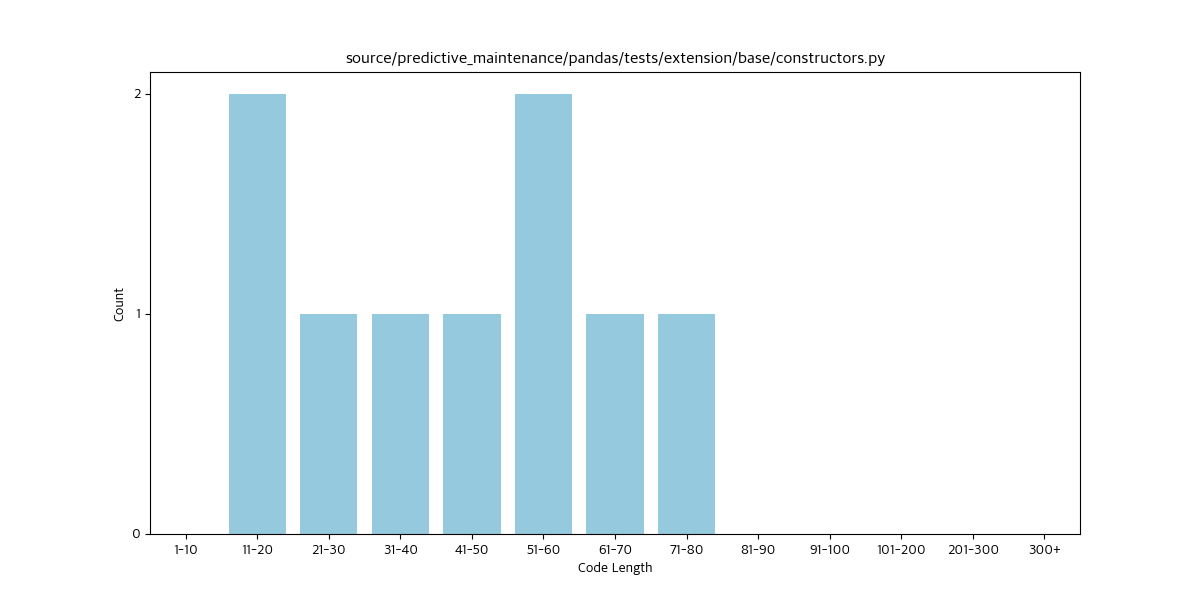 source/predictive_maintenance/pandas/tests/extension/base/constructors.py
Count
2
1
0
1-10 11-20 21-30 31-40 41-50 51-60 61-70 71-80 81-90 91-100 101-200 201-300 300+
Code Length